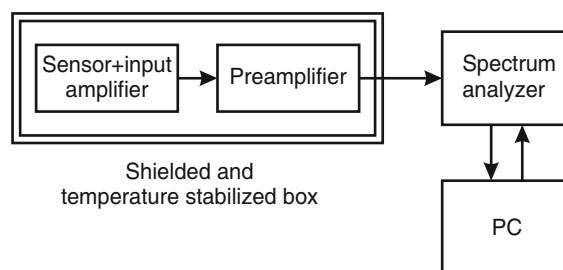 Sensor+input
amplifier
Preamplifier
Spectrum
analyzer
Shielded and
temperature stabilized box
PC